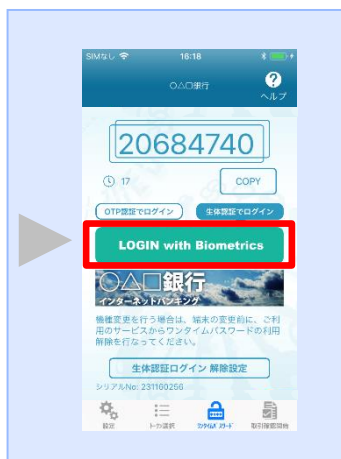 SIMなし 16:18
○△□銀行
?
ヘルプ
20684740
17 COPY
OTP認証でログイン 生体認証でログイン
LOGIN with Biometrics
○△□銀行
インターネットバンキング
機種変更を行う場合は、端末の変更前に、ご利
用のサービスからワンタイムパスワードの利用
解除を行なってください。
生体認証ログイン 解除設定
シリアルNo: 231160256
設定 トークン選択 ワンタイムパスワード 取引確認開始